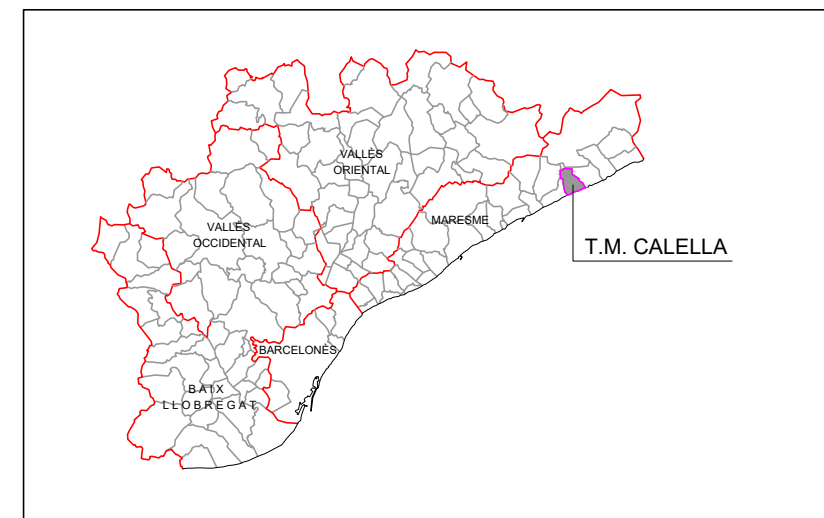 VALLÈS
ORIENTAL
MARESME
VALLÈS
OCCIDENTAL
T.M. CALELLA
BARCELONÈS
BAIX
LLOBREGAT